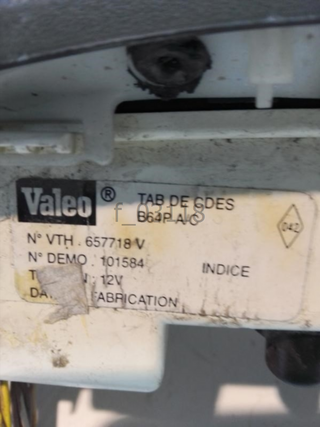 Valeo ® TAB DE CDES
B64P A/C
042
N° VTH . 657718 V
N° DEMO . 101584
INDICE
12V
FABRICATION